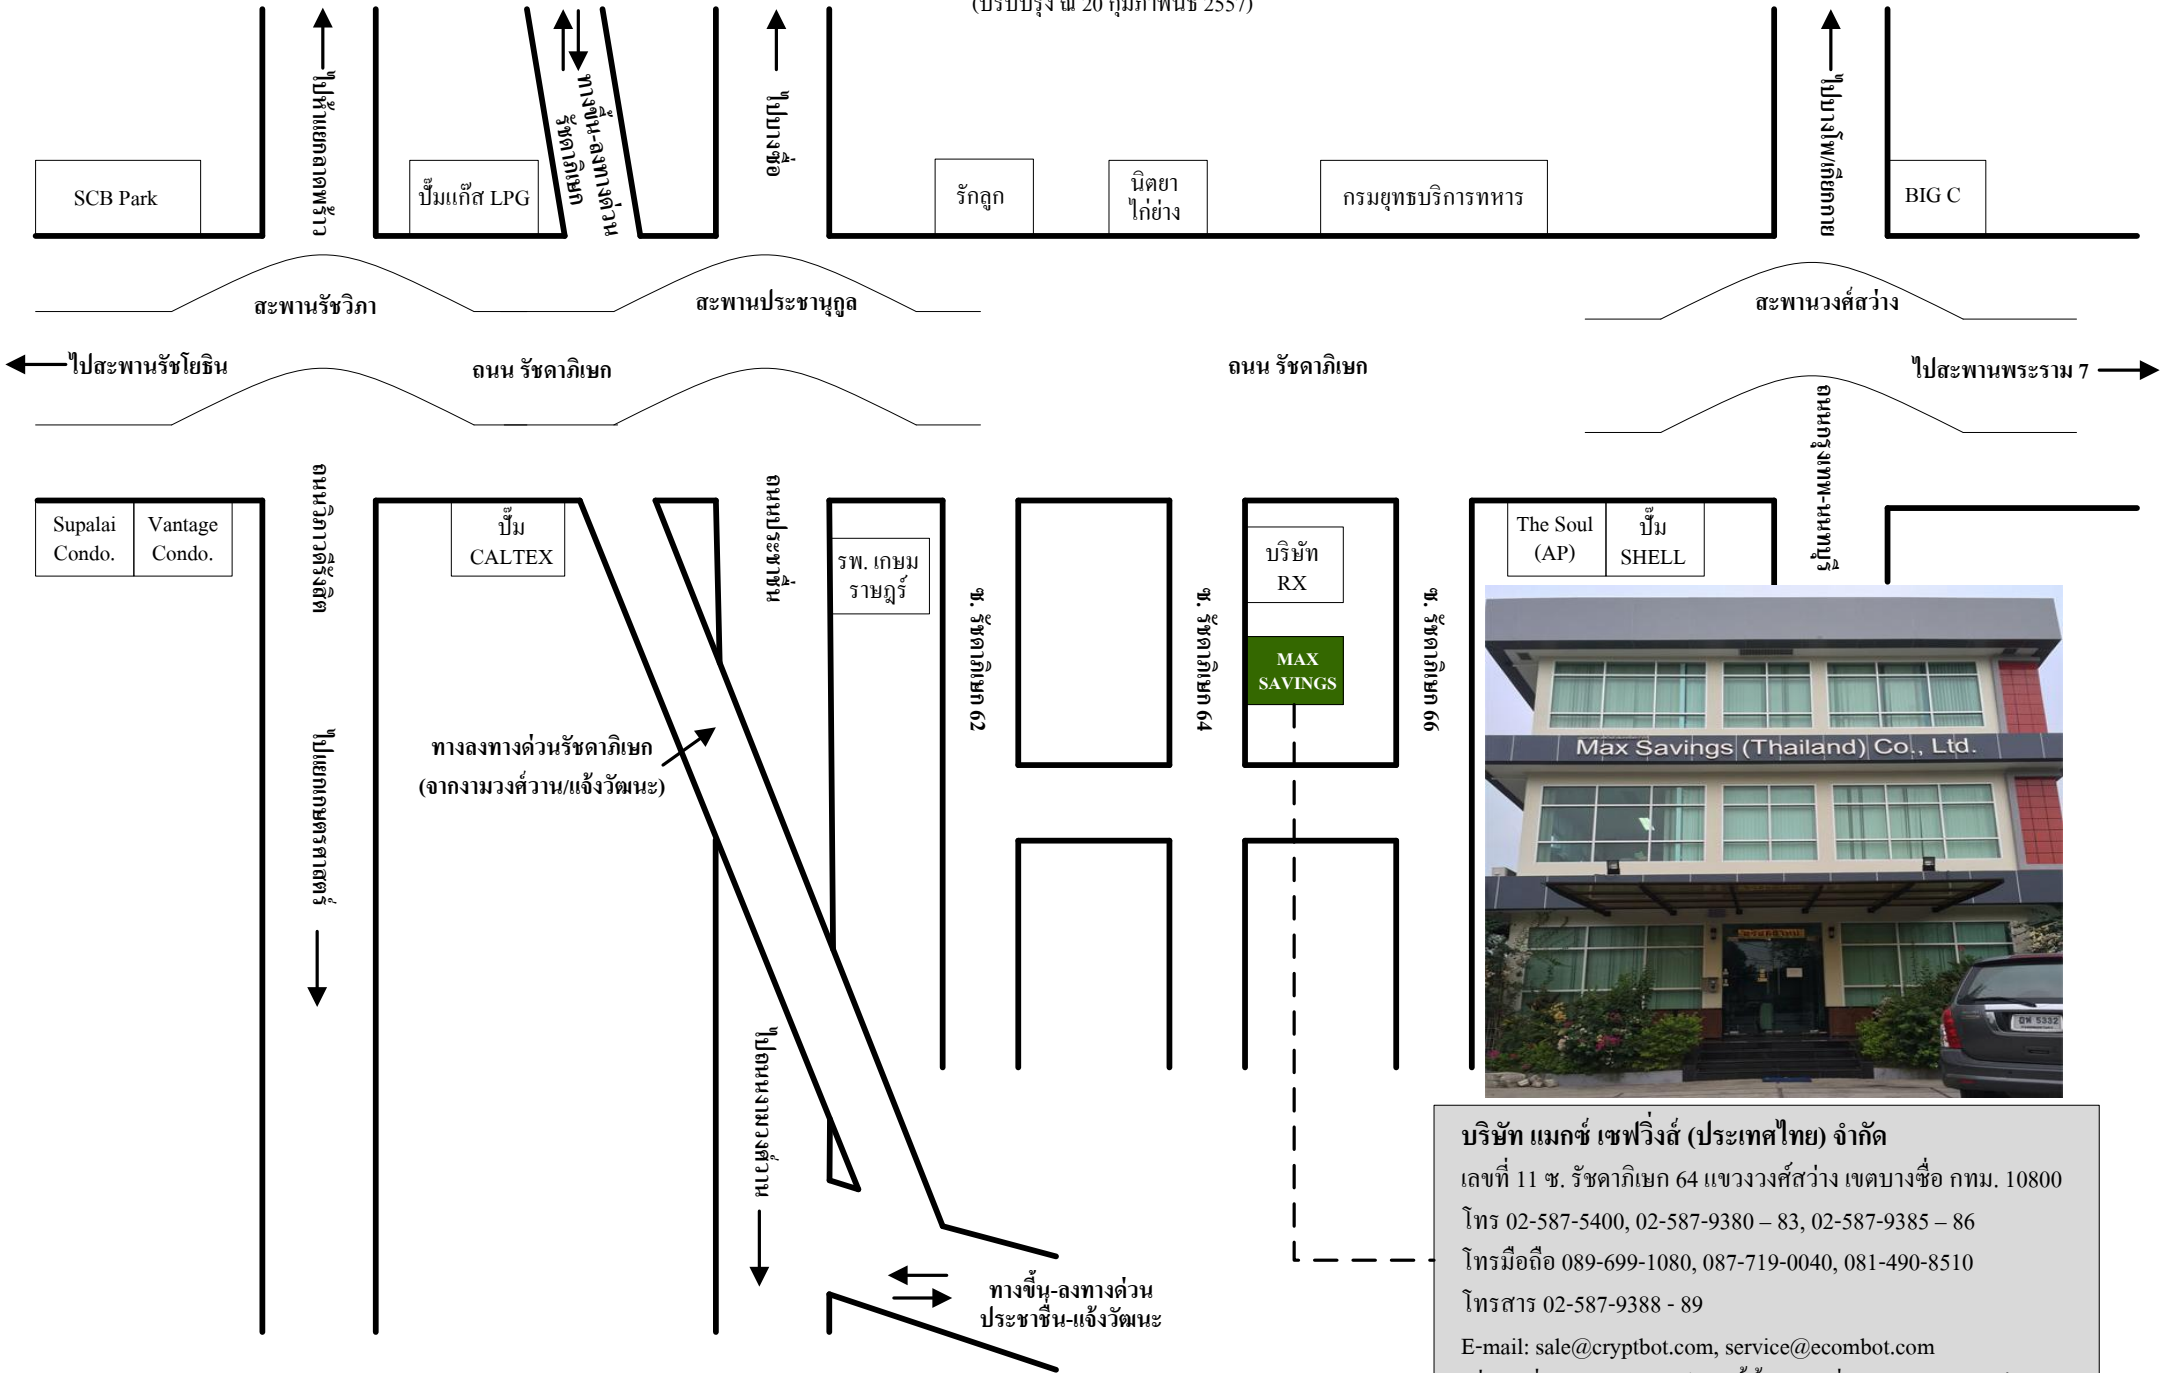 (ปรับปรุง ณ 20 กุมภาพันธ์ 2557)
ไปห้าแยกลาดพร้าว
ทางขึ้น-ลงทางด่วน
รัชดาภิเษก
ไปบางซื่อ
ไปบางโพ/เกียกกาย
SCB Park
ปั๊มแก๊ส LPG
รักลูก
นิตยา
ไก่ย่าง
กรมยุทธบริการทหาร
BIG C
สะพานรัชวิภา
สะพานประชานุกูล
สะพานวงศ์สว่าง
ไปสะพานรัชโยธิน
ถนน รัชดาภิเษก
ถนน รัชดาภิเษก
ไปสะพานพระราม 7
ถนนวิภาวดีรังสิต
ถนนประชาชื่น
ถนนกรุงเทพ-นนทบุรี
Supalai
Condo.
Vantage
Condo.
ปั๊ม
CALTEX
รพ. เกษม
ราษฎร์
ซ. รัชดาภิเษก 62
ซ. รัชดาภิเษก 64
บริษัท
RX
MAX
SAVINGS
ซ. รัชดาภิเษก 66
The Soul
(AP)
ปั๊ม
SHELL
ไปแยกเกษตรศาสตร์
ทางลงทางด่วนรัชดาภิเษก
(จากงามวงศ์วาน/แจ้งวัฒนะ)
Max Savings (Thailand) Co., Ltd.
5332
ไปถนนงามวงศ์วาน
ทางขึ้น-ลงทางด่วน
ประชาชื่น-แจ้งวัฒนะ
บริษัท แมกซ์ เซฟวิ่งส์ (ประเทศไทย) จำกัด
เลขที่ 11 ซ. รัชดาภิเษก 64 แขวงวงศ์สว่าง เขตบางซื่อ กทม. 10800
โทร 02-587-5400, 02-587-9380 – 83, 02-587-9385 – 86
โทรมือถือ 089-699-1080, 087-719-0040, 081-490-8510
โทรสาร 02-587-9388 - 89
E-mail: sale@cryptbot.com, service@ecombot.com